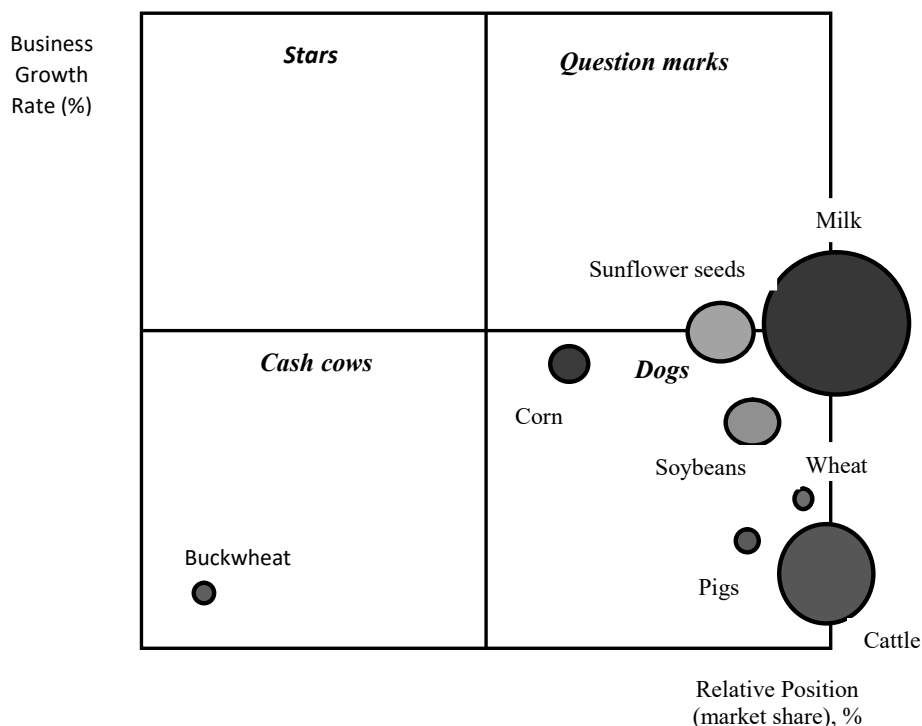 Business
Growth
Rate (%)
Stars
Question marks
Milk
Sunflower seeds
Cash cows
Dogs
Corn
Soybeans
Wheat
Buckwheat
Pigs
Cattle
Relative Position
(market share), %